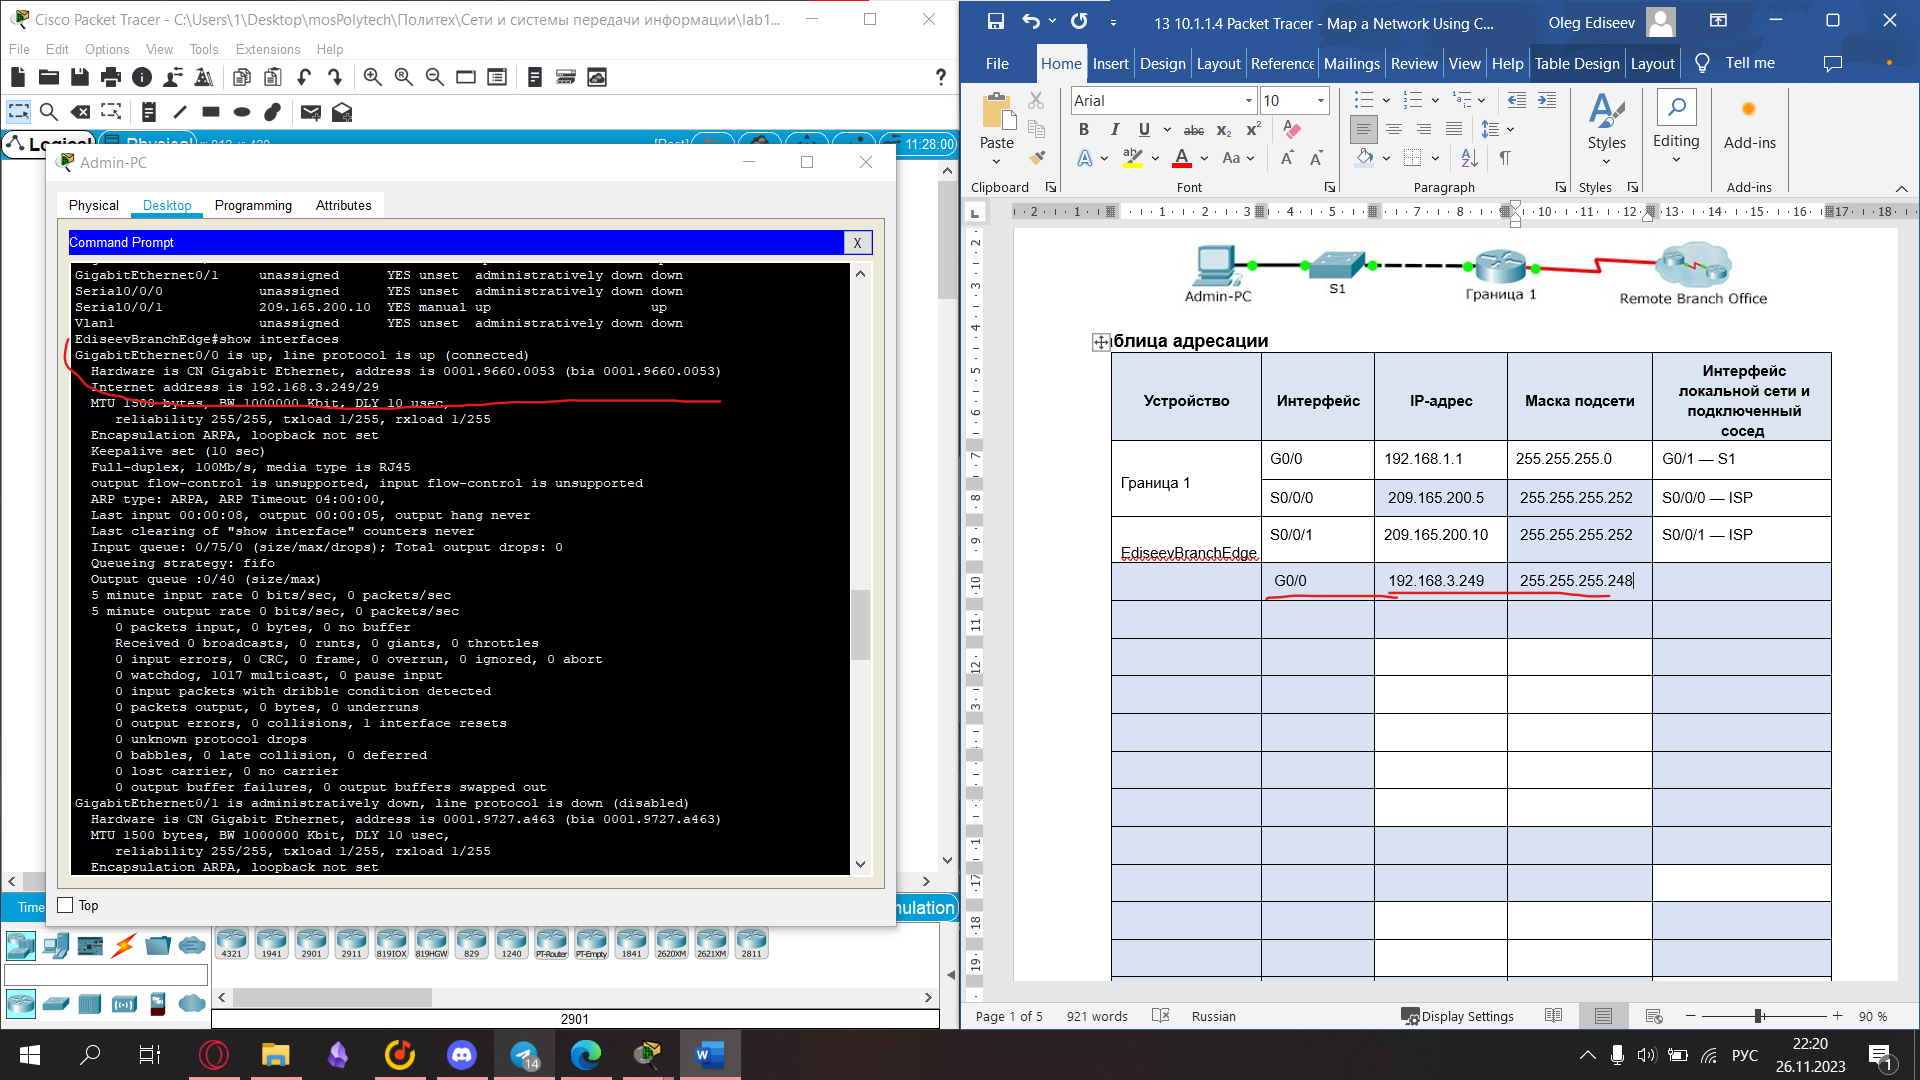 Cisco Packet Tracer - C:\Users\1\Desktop\mosPolytech\Политех\Сети и системы передачи информации\lab1...
File Edit Options View Tools Extensions Help
Logical Physical
[Root] 11:28:00
Admin-PC
Physical Desktop Programming Attributes
Command Prompt
X
GigabitEthernet0/1 unassigned YES unset administratively down down
Serial0/0/0 unassigned YES unset administratively down down
Serial0/0/1 209.165.200.10 YES manual up up
Vlan1 unassigned YES unset administratively down down
EdiseevBranchEdge#show interfaces
GigabitEthernet0/0 is up, line protocol is up (connected)
Hardware is CN Gigabit Ethernet, address is 0001.9660.0053 (bia 0001.9660.0053)
Internet address is 192.168.3.249/29
MTU 1500 bytes, BW 1000000 Kbit, DLY 10 usec,
reliability 255/255, txload 1/255, rxload 1/255
Encapsulation ARPA, loopback not set
Keepalive set (10 sec)
Full-duplex, 100Mb/s, media type is RJ45
output flow-control is unsupported, input flow-control is unsupported
ARP type: ARPA, ARP Timeout 04:00:00,
Last input 00:00:08, output 00:00:05, output hang never
Last clearing of "show interface" counters never
Input queue: 0/75/0 (size/max/drops); Total output drops: 0
Queueing strategy: fifo
Output queue :0/40 (size/max)
5 minute input rate 0 bits/sec, 0 packets/sec
5 minute output rate 0 bits/sec, 0 packets/sec
0 packets input, 0 bytes, 0 no buffer
Received 0 broadcasts, 0 runts, 0 giants, 0 throttles
0 input errors, 0 CRC, 0 frame, 0 overrun, 0 ignored, 0 abort
0 watchdog, 1017 multicast, 0 pause input
0 input packets with dribble condition detected
0 packets output, 0 bytes, 0 underruns
0 output errors, 0 collisions, 1 interface resets
0 unknown protocol drops
0 babbles, 0 late collision, 0 deferred
0 lost carrier, 0 no carrier
0 output buffer failures, 0 output buffers swapped out
GigabitEthernet0/1 is administratively down, line protocol is down (disabled)
Hardware is CN Gigabit Ethernet, address is 0001.9727.a463 (bia 0001.9727.a463)
MTU 1500 bytes, BW 1000000 Kbit, DLY 10 usec,
reliability 255/255, txload 1/255, rxload 1/255
Encapsulation ARPA, loopback not set
Top
Time
4321 1941 2901 2911 819IOX 819HGW 829 1240 PT-Router PT-Empty 1841 2620XM 2621XM 2811
2901
13 10.1.1.4 Packet Tracer - Map a Network Using C...
Oleg Ediseev
File Home Insert Design Layout Reference Mailings Review View Help Table Design Layout Tell me
Paste
Arial 10
Styles
Editing
Add-ins
Clipboard Font Paragraph Styles Add-ins
Admin-PC S1 Граница 1 Remote Branch Office
блица адресации
Устройство Интерфейс IP-адрес Маска подсети Интерфейс локальной сети и подключенный сосед
Граница 1 G0/0 192.168.1.1 255.255.255.0 G0/1 — S1
S0/0/0 209.165.200.5 255.255.255.252 S0/0/0 — ISP
EdiseevBranchEdge S0/0/1 209.165.200.10 255.255.255.252 S0/0/1 — ISP
G0/0 192.168.3.249 255.255.255.248
Page 1 of 5 921 words Russian Display Settings 90 %
14
РУС
22:20
26.11.2023
1